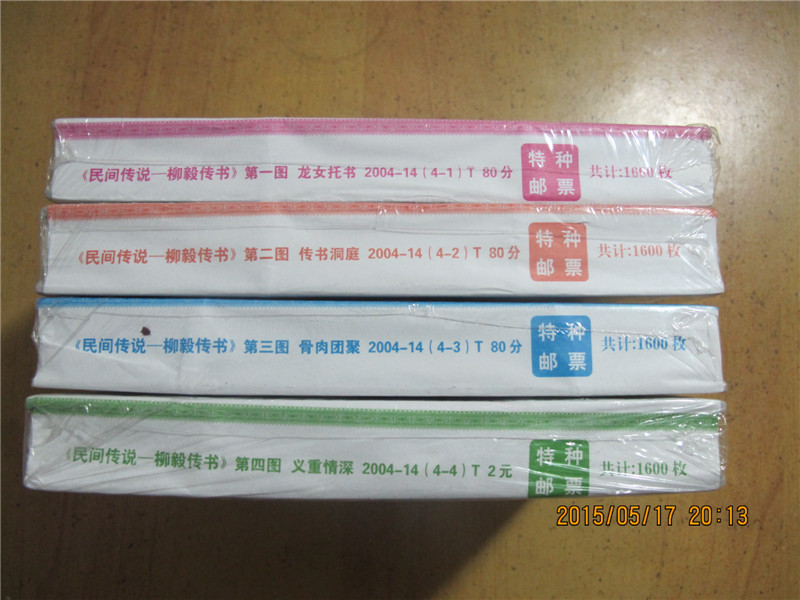 《民间传说—柳毅传书》 第一图 龙女托书 2004-14(4-1)T 80分 特种邮票 共计:1600枚
《民间传说—柳毅传书》 第二图 传书洞庭 2004-14(4-2)T 80分 特种邮票 共计:1600枚
《民间传说—柳毅传书》 第三图 骨肉团聚 2004-14(4-3)T 80分 特种邮票 共计:1600枚
《民间传说—柳毅传书》 第四图 义重情深 2004-14(4-4)T 2元 特种邮票 共计:1600枚
2015/05/17 20:13